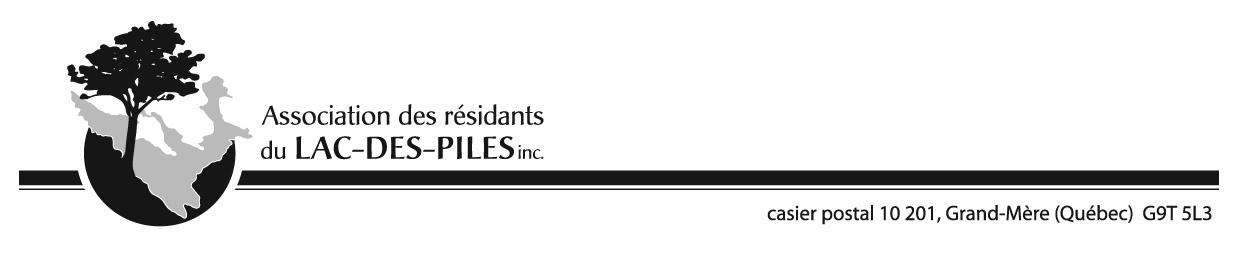 Association des résidants
du LAC-DES-PILES inc.
casier postal 10 201, Grand-Mère (Québec) G9T 5L3